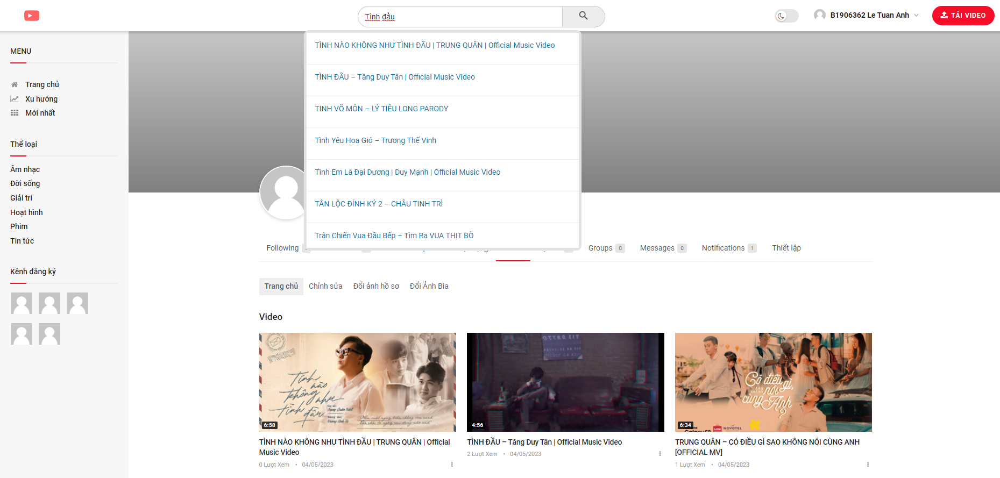 Tình đầu
B1906362 Le Tuan Anh
TẢI VIDEO
MENU
Trang chủ
Xu hướng
Mới nhất
Thể loại
Âm nhạc
Đời sống
Giải trí
Hoạt hình
Phim
Tin tức
Kênh đăng ký
TÌNH NÀO KHÔNG NHƯ TÌNH ĐẦU | TRUNG QUÂN | Official Music Video
TÌNH ĐẦU – Tăng Duy Tân | Official Music Video
TINH VÕ MÔN – LÝ TIÊU LONG PARODY
Tình Yêu Hoa Gió – Trương Thế Vinh
Tình Em Là Đại Dương | Duy Mạnh | Official Music Video
TÂN LỘC ĐỈNH KÝ 2 – CHÂU TINH TRÌ
Trận Chiến Vua Đầu Bếp – Tìm Ra VUA THỊT BÒ
Following
Groups 0 Messages 0 Notifications 1 Thiết lập
Trang chủ Chỉnh sửa Đổi ảnh hồ sơ Đổi Ảnh Bìa
Video
Tình nào
không như
tình đầu
6:58
TÌNH NÀO KHÔNG NHƯ TÌNH ĐẦU | TRUNG QUÂN | Official
Music Video
0 Lượt Xem • 04/05/2023
4:56
TÌNH ĐẦU – Tăng Duy Tân | Official Music Video
2 Lượt Xem • 04/05/2023
Có điều gì,
SAO KHÔNG
nói
cùng Anh
?
MINI
NOVOTEL
6:34
TRUNG QUÂN – CÓ ĐIỀU GÌ SAO KHÔNG NÓI CÙNG ANH
[OFFICIAL MV]
1 Lượt Xem • 04/05/2023